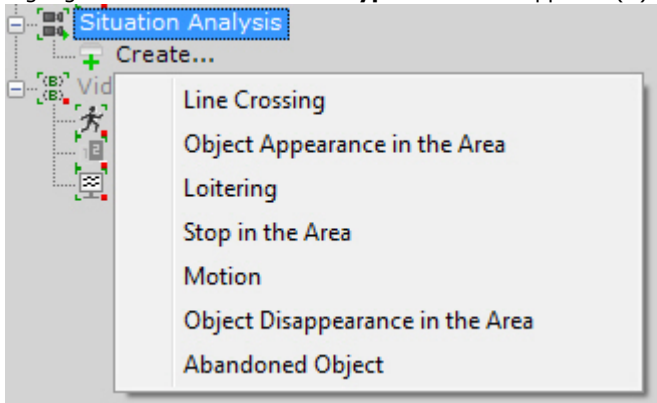 Situation Analysis
Create...
Vid
Line Crossing
Object Appearance in the Area
Loitering
Stop in the Area
Motion
Object Disappearance in the Area
Abandoned Object